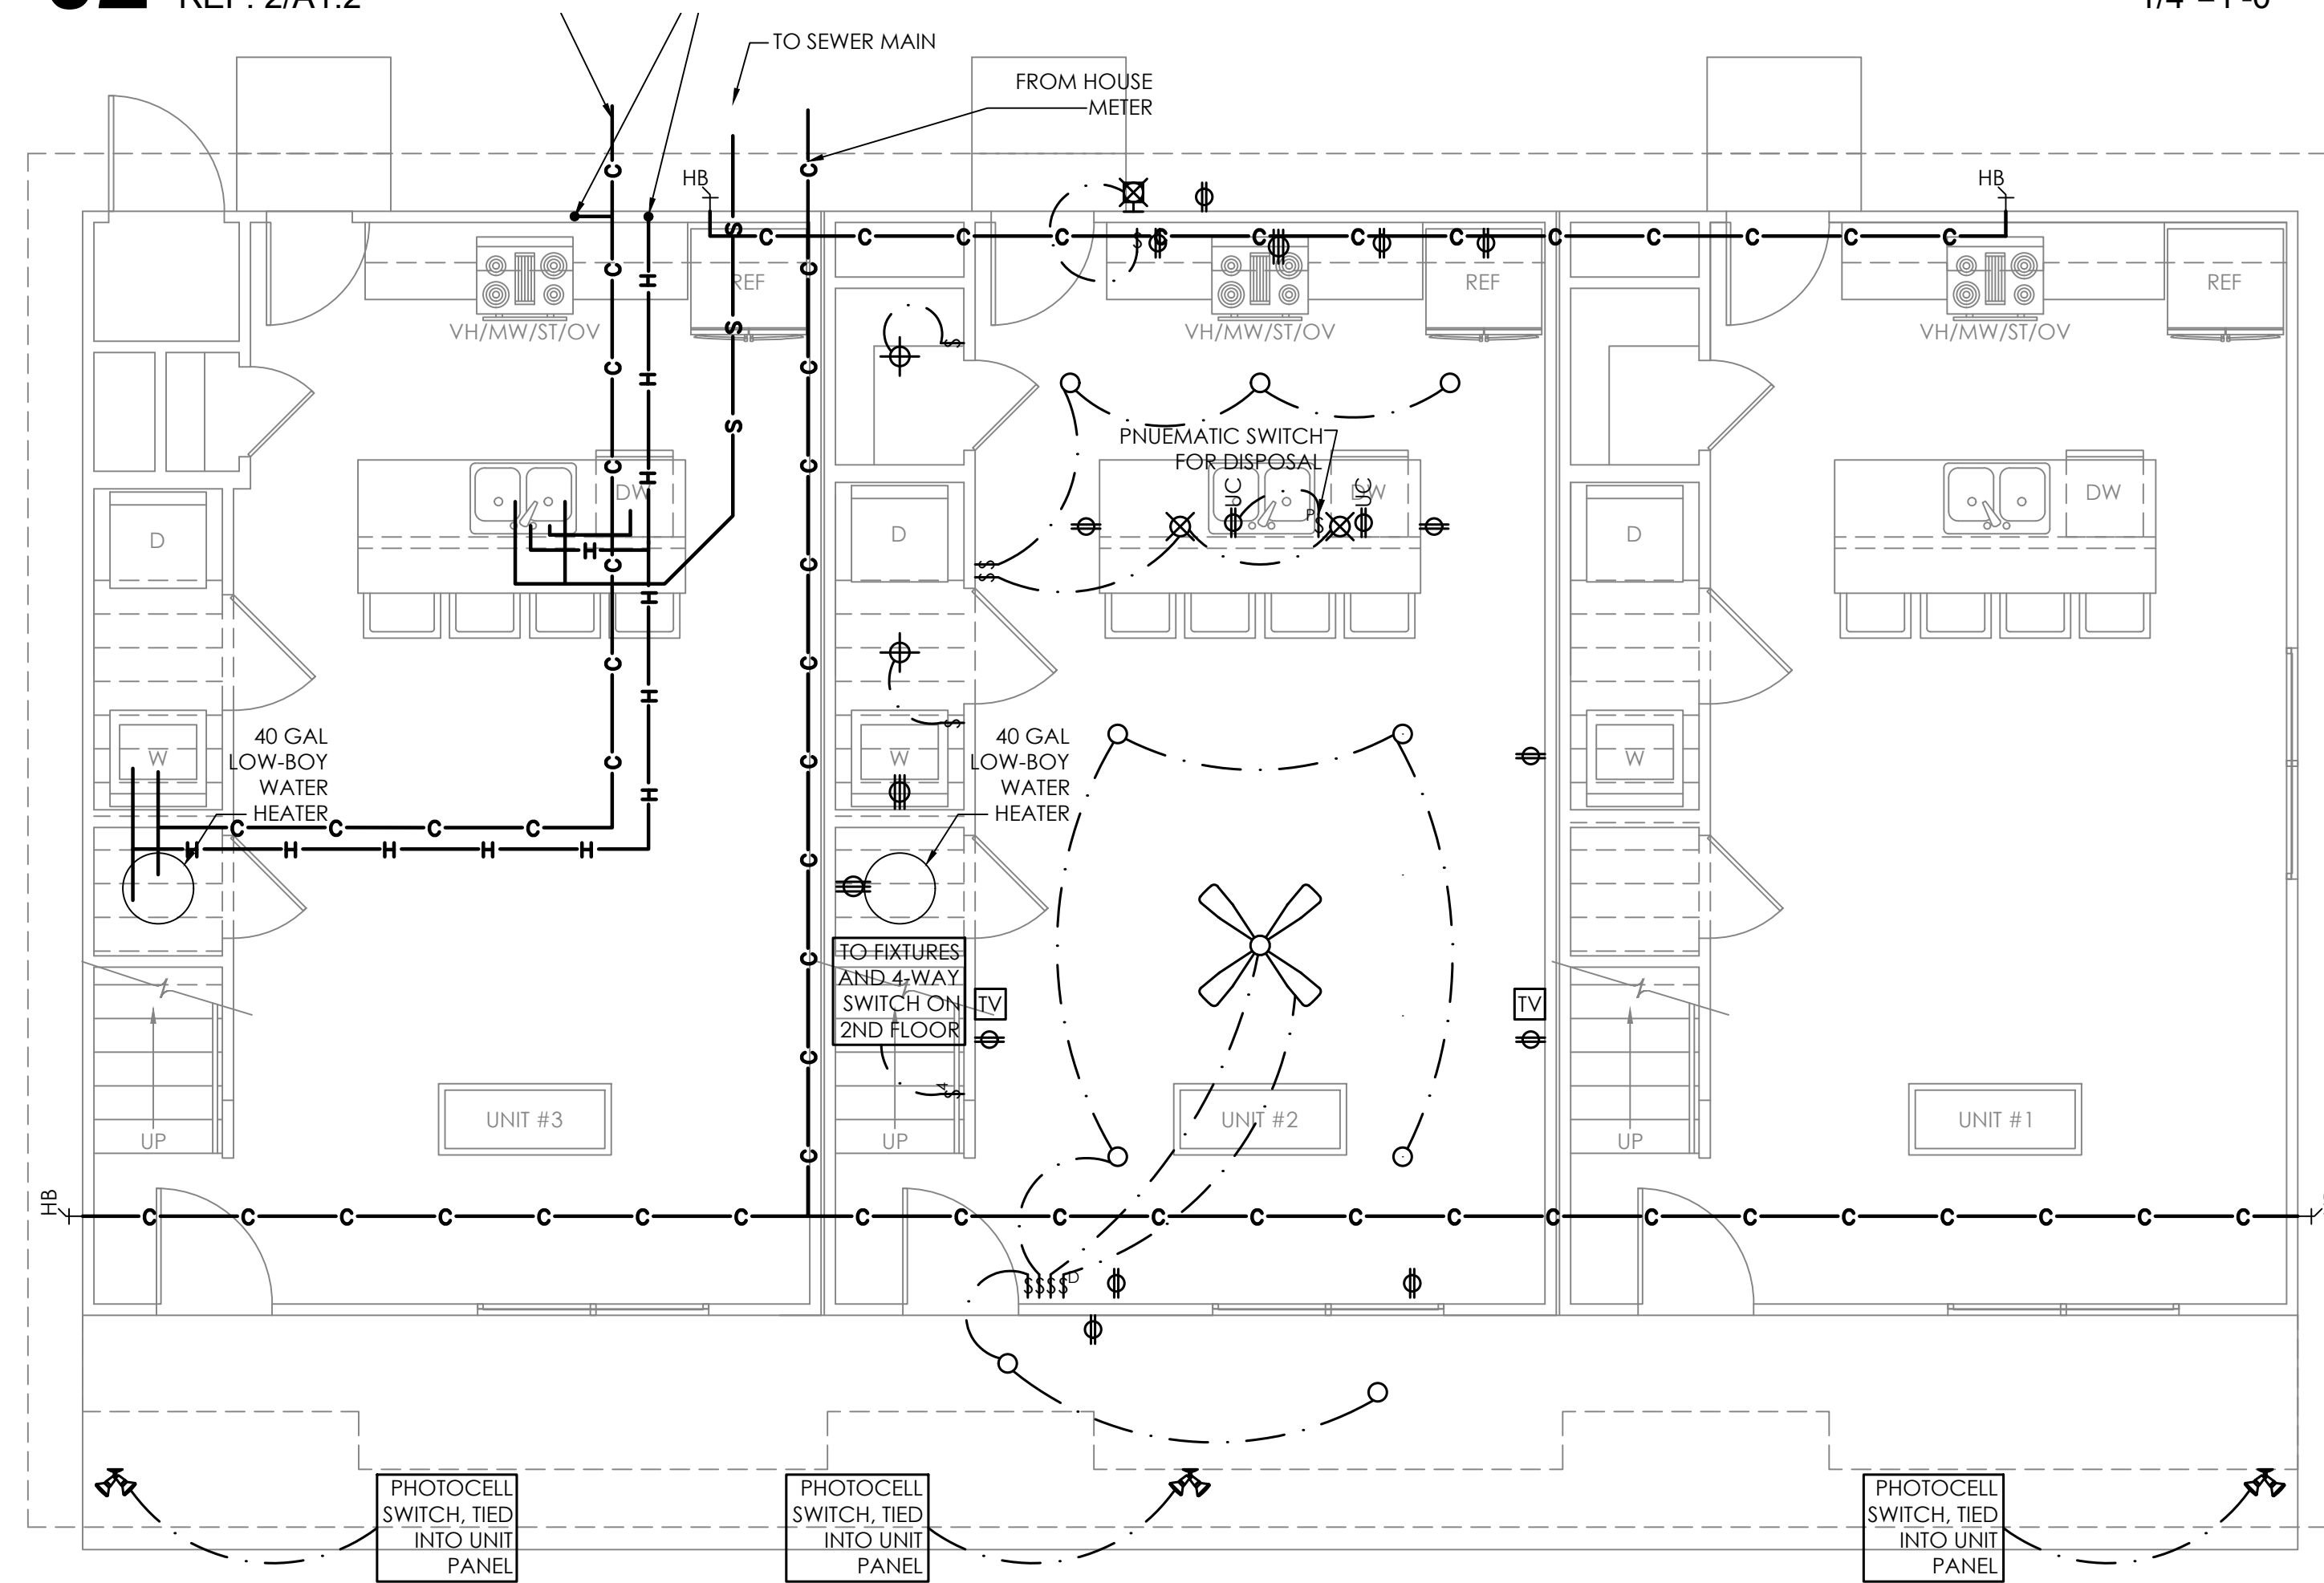 REF: 2/A1.2
TO SEWER MAIN
FROM HOUSE
METER
HB
HB
REF
REF
REF
VH/MW/ST/OV
VH/MW/ST/OV
VH/MW/ST/OV
PNUEMATIC SWITCH
FOR DISPOSAL
UC
UC
DW
DW
DW
D
D
D
W
W
W
40 GAL
LOW-BOY
WATER
HEATER
40 GAL
LOW-BOY
WATER
HEATER
TO FIXTURES
AND 4-WAY
SWITCH ON
2ND FLOOR
TV
TV
UNIT #3
UNIT #2
UNIT #1
UP
UP
UP
HB
PHOTOCELL
SWITCH, TIED
INTO UNIT
PANEL
PHOTOCELL
SWITCH, TIED
INTO UNIT
PANEL
PHOTOCELL
SWITCH, TIED
INTO UNIT
PANEL